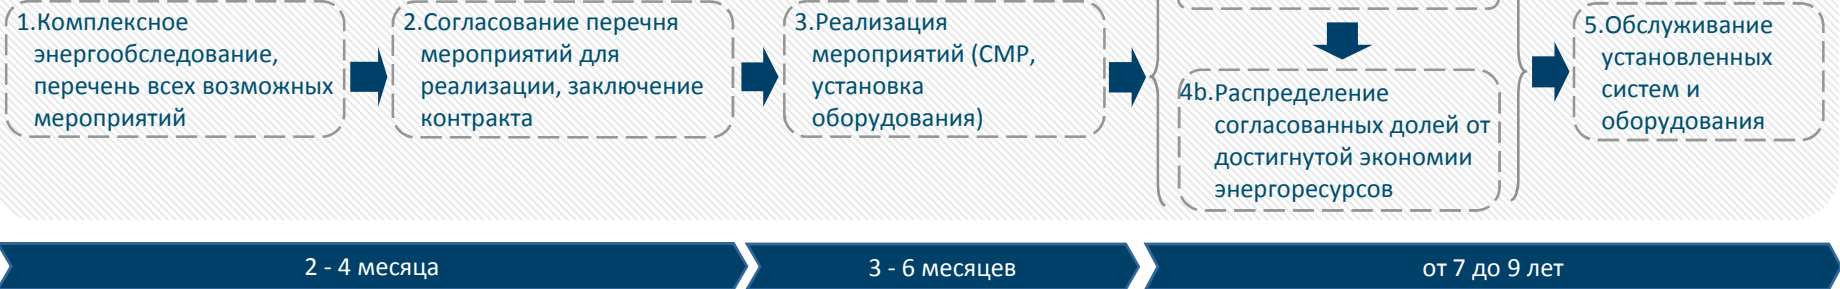 1.Комплексное
энергообследование,
перечень всех возможных
мероприятий
2.Согласование перечня
мероприятий для
реализации, заключение
контракта
3.Реализация
мероприятий (СМР,
установка
оборудования)
4b.Распределение
согласованных долей от
достигнутой экономии
энергоресурсов
5.Обслуживание
установленных
систем и
оборудования
2 - 4 месяца
3 - 6 месяцев
от 7 до 9 лет